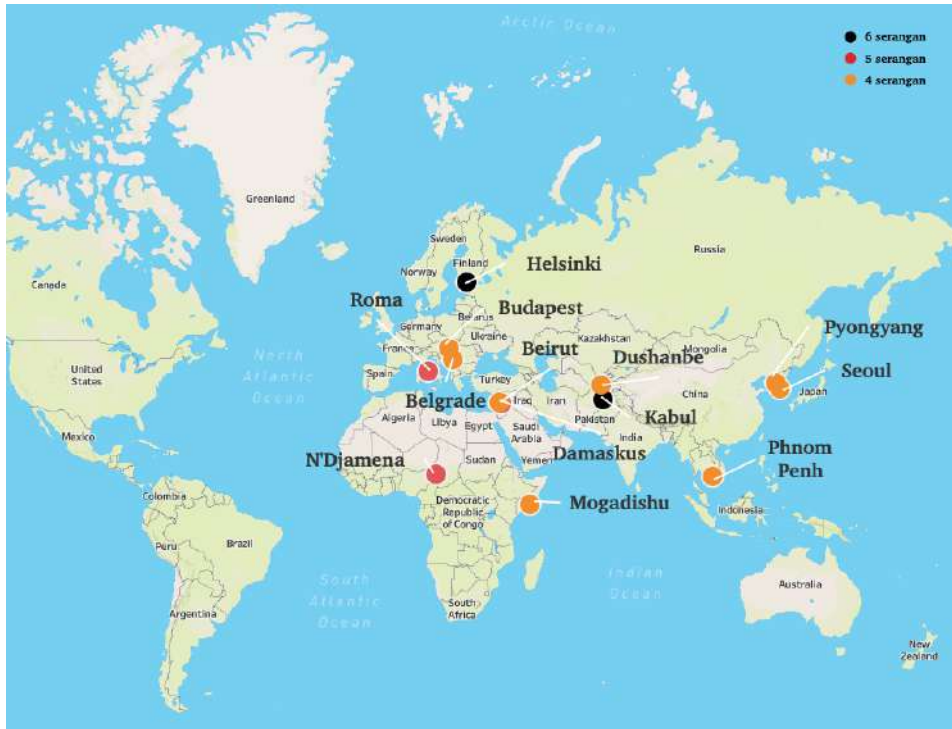 Arctic Ocean
6 serangan
5 serangan
4 serangan
Greenland
Sweden
Russia
Finland
Helsinki
Norway
Canada
Roma
Budapest
Belarus
Germany
Pyongyang
Ukraine
Beirut
Kazakhstan
France
Mongolia
North
Atlantic
Ocean
Dushanbe
Seoul
United
States
Spain
Turkey
China
Japan
Belgrade
Iraq
Iran
Algeria
Libya
Egypt
Saudi
Arabia
Pakistan
Kabul
India
Mexico
Damaskus
Phnom
Penh
N'Djamena
Sudan
Yemen
Colombia
Democratic
Republic
of Congo
Mogadishu
Indonesia
Peru
Brazil
South
Atlantic
Ocean
Indian
Ocean
Australia
Argentina
South
Africa
New
Zealand